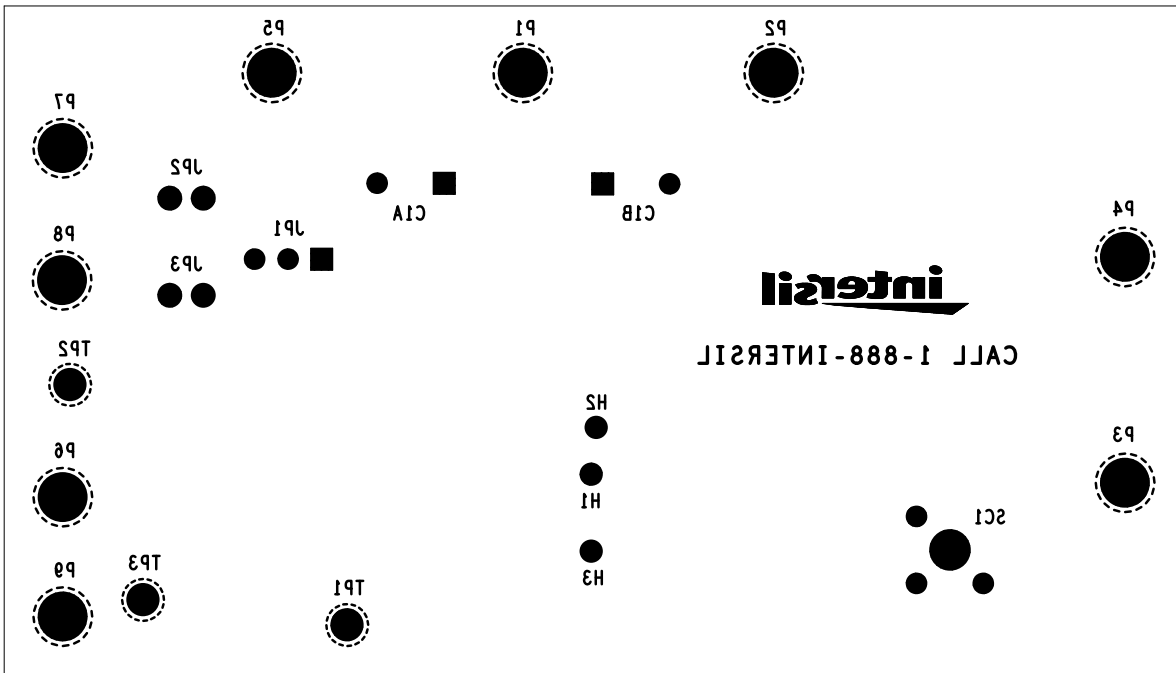 P5
P1
P2
P7
JP2
C1A
C1B
P4
P8
JP1
JP3
intersil
CALL 1-888-INTERSIL
TP2
H2
P6
P3
H1
SC1
H3
P9
TP3
TP1